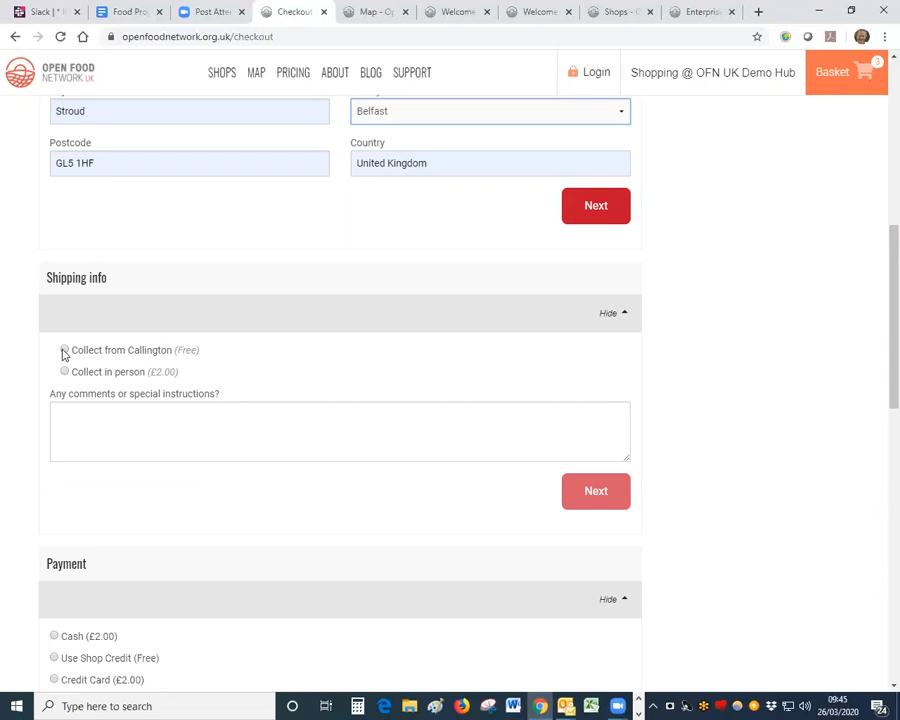 Slack | * I
Food Pro
Post Atte
Checkout
Map - Op
Welcome
Welcome
Shops - O
Enterpris
openfoodnetwork.org.uk/checkout
OPEN FOOD NETWORK UK
SHOPS MAP PRICING ABOUT BLOG SUPPORT
Login
Shopping @ OFN UK Demo Hub
Basket 3
Stroud
Belfast
Postcode
Country
GL5 1HF
United Kingdom
Next
Shipping info
Hide
Collect from Callington (Free)
Collect in person (£2.00)
Any comments or special instructions?
Next
Payment
Hide
Cash (£2.00)
Use Shop Credit (Free)
Credit Card (£2.00)
Type here to search
09:45
26/03/2020
24